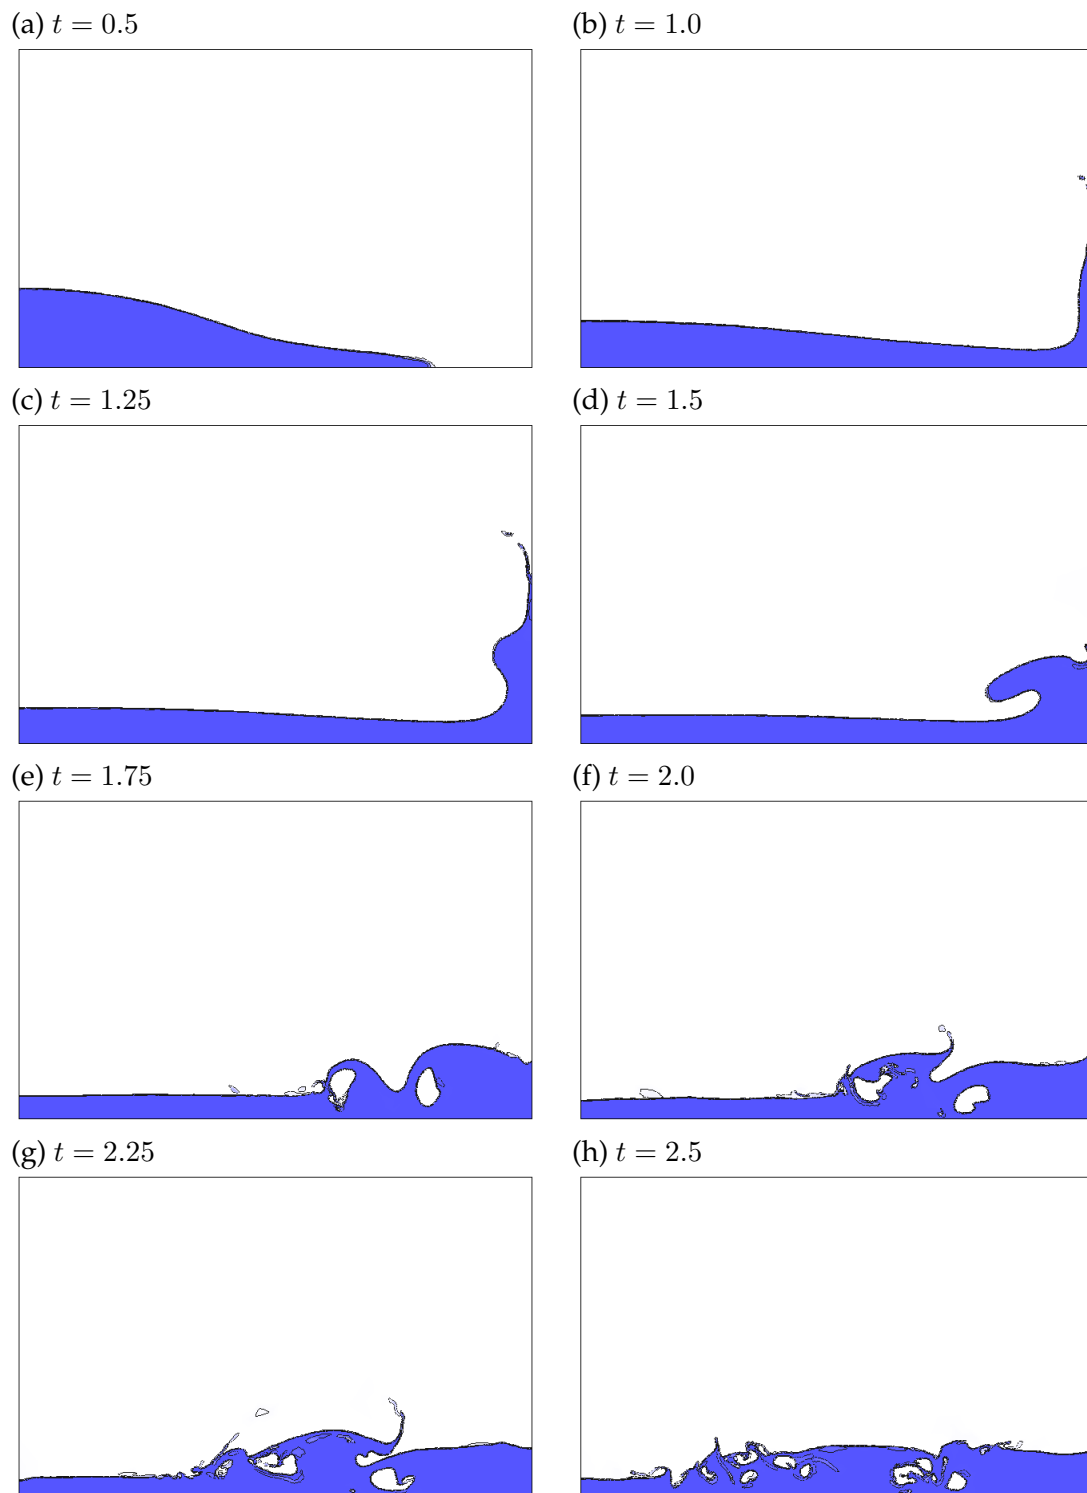 (a) t = 0.5
(b) t = 1.0
(c) t = 1.25
(d) t = 1.5
(e) t = 1.75
(f) t = 2.0
(g) t = 2.25
(h) t = 2.5